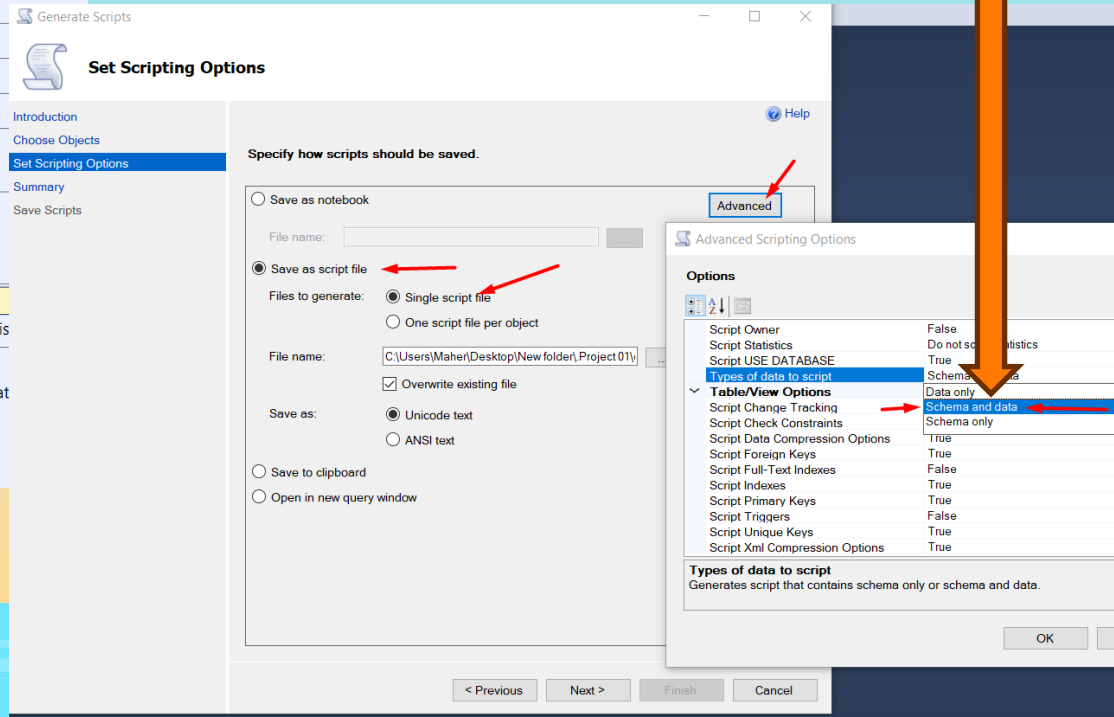 Generate Scripts
Set Scripting Options
Introduction
Choose Objects
Set Scripting Options
Summary
Save Scripts
Help
Specify how scripts should be saved.
Save as notebook
Advanced
File name:
...
Save as script file
Files to generate:
Single script file
One script file per object
File name:
C:\Users\Maher\Desktop\New folder\.Project 01\
...
Overwrite existing file
Save as:
Unicode text
ANSI text
Save to clipboard
Open in new query window
< Previous
Next >
Finish
Cancel
Advanced Scripting Options
Options
Script Owner False
Script Statistics Do not
Script USE DATABASE True
Types of data to script Schema
Table/View Options
Data only
Schema and data
Schema only
Script Change Tracking
Script Check Constraints
Script Data Compression Options True
Script Foreign Keys True
Script Full-Text Indexes False
Script Indexes True
Script Primary Keys True
Script Triggers False
Script Unique Keys True
Script Xml Compression Options True
Types of data to script
Generates script that contains schema only or schema and data.
OK